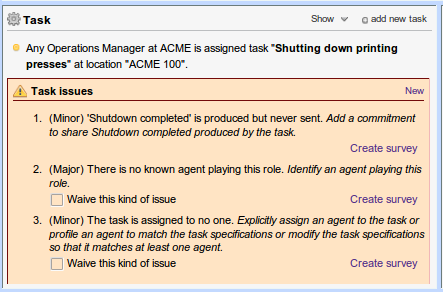 Task Show add new task
Any Operations Manager at ACME is assigned task "Shutting down printing
presses" at location "ACME 100".
Task issues New
1. (Minor) 'Shutdown completed' is produced but never sent. Add a commitment
to share Shutdown completed produced by the task.
Create survey
2. (Major) There is no known agent playing this role. Identify an agent playing this
role.
Waive this kind of issue Create survey
3. (Minor) The task is assigned to no one. Explicitly assign an agent to the task or
profile an agent to match the task specifications or modify the task specifications
so that it matches at least one agent.
Waive this kind of issue Create survey